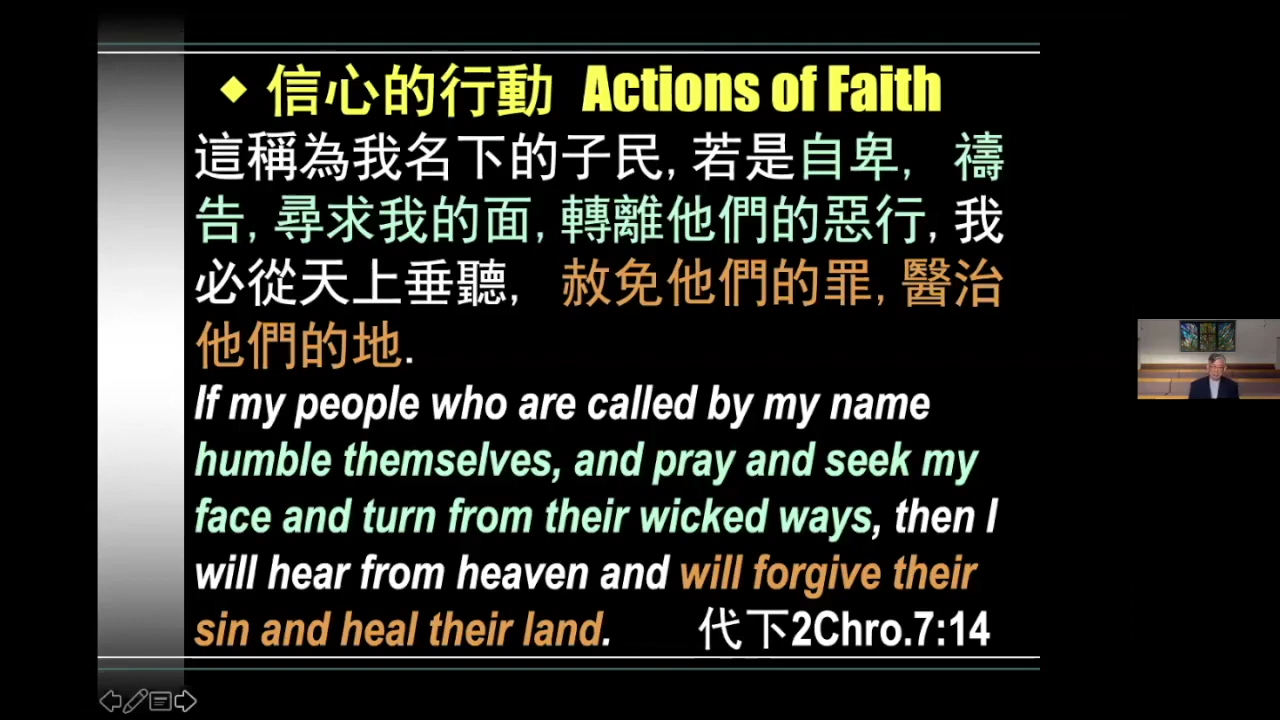 ◆ 信心的行動 Actions of Faith
這稱為我名下的子民, 若是自卑, 禱
告, 尋求我的面, 轉離他們的惡行, 我
必從天上垂聽, 赦免他們的罪, 醫治
他們的地.
If my people who are called by my name
humble themselves, and pray and seek my
face and turn from their wicked ways, then I
will hear from heaven and will forgive their
sin and heal their land. 代下2Chro.7:14